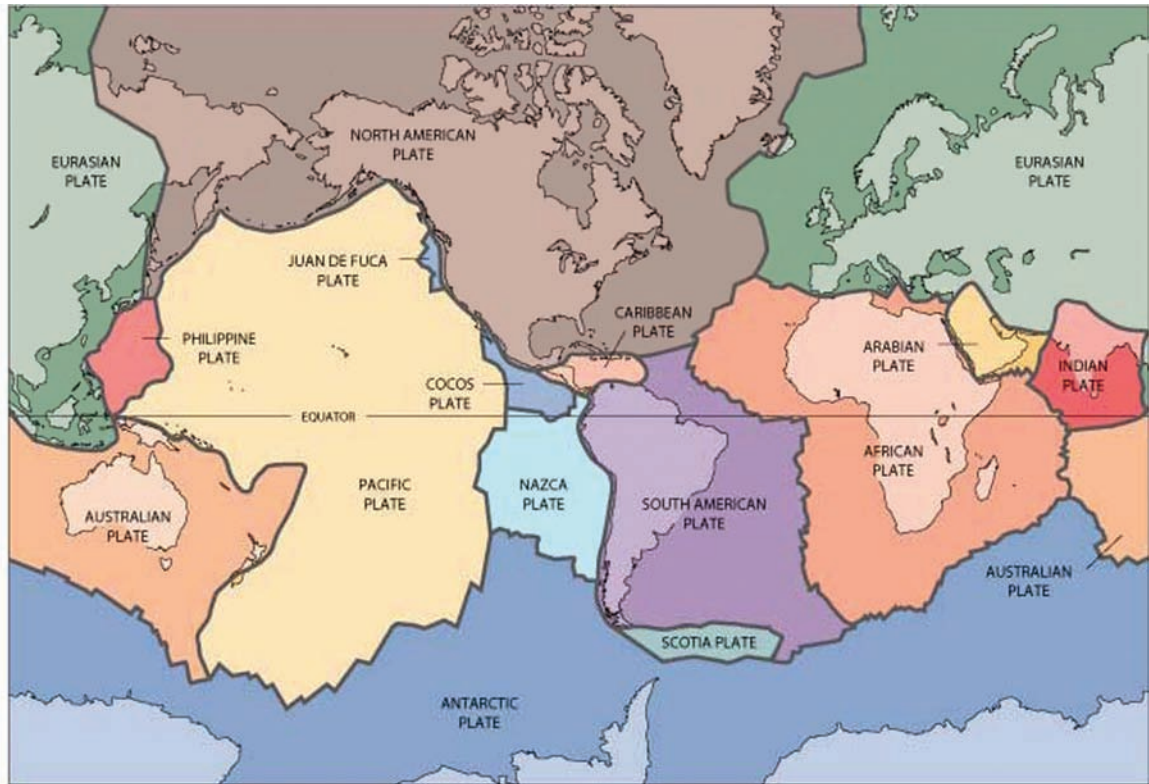 NORTH AMERICAN
PLATE
EURASIAN
PLATE
EURASIAN
PLATE
JUAN DE FUCA
PLATE
CARIBBEAN
PLATE
PHILIPPINE
PLATE
ARABIAN
PLATE
INDIAN
PLATE
COCOS
PLATE
EQUATOR
AFRICAN
PLATE
PACIFIC
PLATE
NAZCA
PLATE
SOUTH AMERICAN
PLATE
AUSTRALIAN
PLATE
AUSTRALIAN
PLATE
SCOTIA PLATE
ANTARCTIC
PLATE